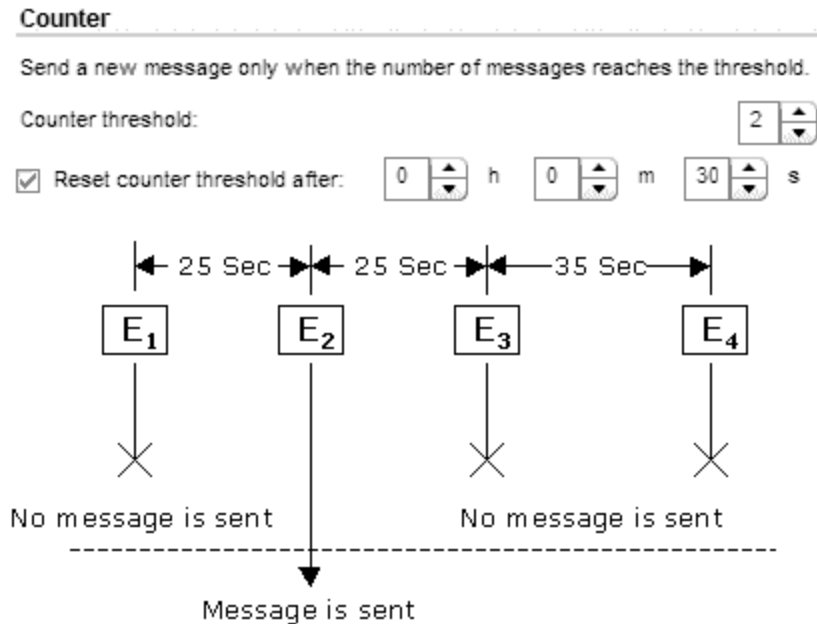 Counter
Send a new message only when the number of messages reaches the threshold.
Counter threshold: 2
Reset counter threshold after: 0 h 0 m 30 s
25 Sec 25 Sec 35 Sec
E1 E2 E3 E4
No message is sent No message is sent
Message is sent